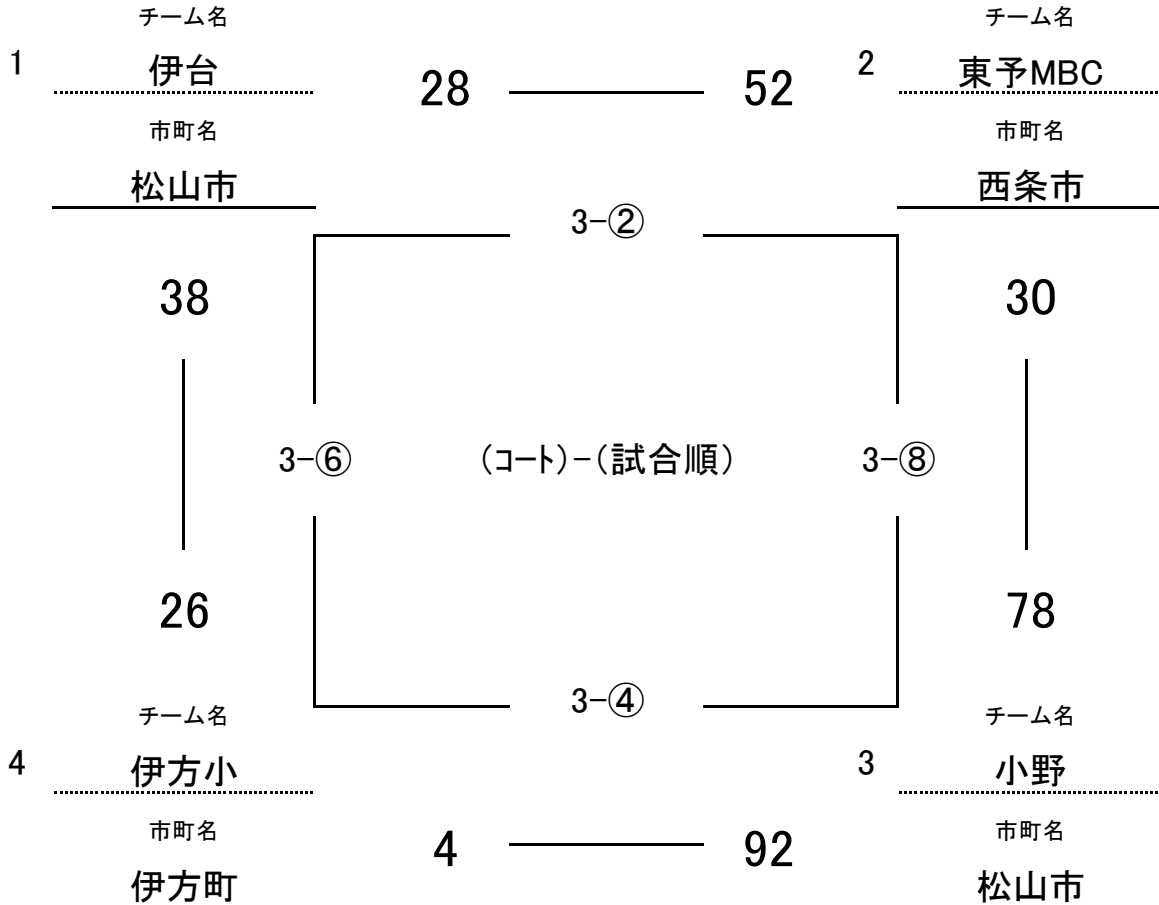 チーム名 チーム名
1 伊台 28 52 2 東予MBC
市町名 市町名
松山市 西条市
3-②
38 30
3-⑥ (コート)-(試合順) 3-⑧
26 78
3-④
チーム名 チーム名
4 伊方小 3 小野
市町名 4 92 市町名
伊方町 松山市